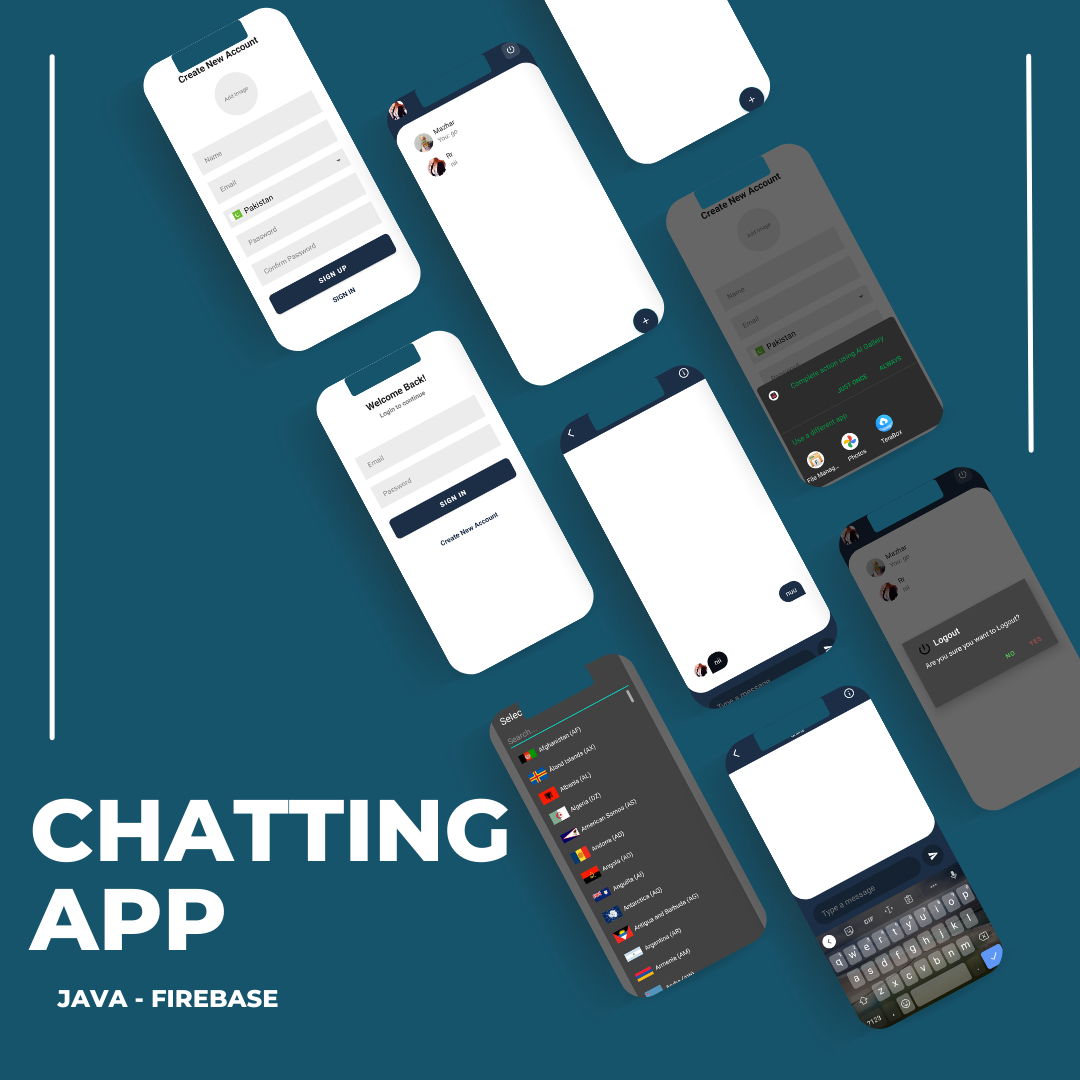 Create New Account
Add Image
Name
Email
Pakistan
Password
Confirm Password
SIGN UP
SIGN IN
Mazhar
You: gp
Rr
nii
+
+
Create New Account
Add Image
Name
Email
Pakistan
Complete action using AI Gallery
JUST ONCE ALWAYS
Use a different app
File Manag... Photos TeraBox
Welcome Back!
Login to continue
Email
Password
SIGN IN
Create New Account
nuu
nii
Type a message
Mazhar
You: gp
Rr
nii
Logout
Are you sure you want to Logout?
NO YES
Selec
Search...
Afghanistan (AF)
Åland Islands (AX)
Albania (AL)
Algeria (DZ)
American Samoa (AS)
Andorra (AD)
Angola (AO)
Anguilla (AI)
Antarctica (AQ)
Antigua and Barbuda (AG)
Argentina (AR)
Armenia (AM)
Type a message
GIF
q w e r t y u i o p
a s d f g h j k l
z x c v b n m
?123 , .
CHATTING
APP
JAVA - FIREBASE